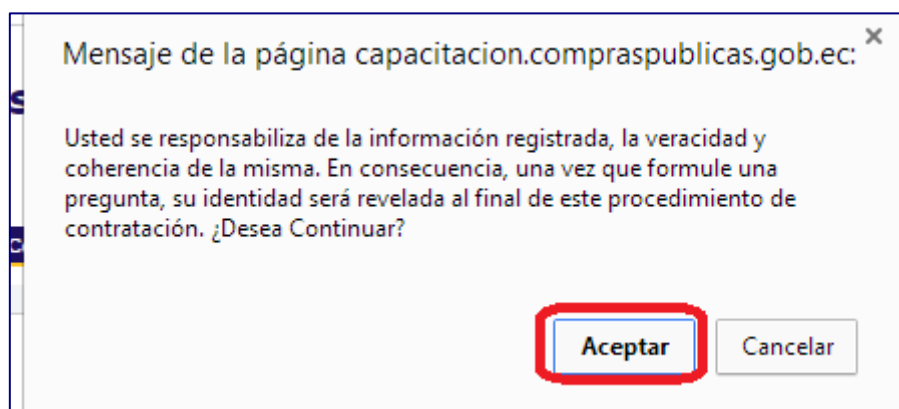 Mensaje de la página capacitacion.compraspublicas.gob.ec:
Usted se responsabiliza de la información registrada, la veracidad y
coherencia de la misma. En consecuencia, una vez que formule una
pregunta, su identidad será revelada al final de este procedimiento de
contratación. ¿Desea Continuar?
Aceptar Cancelar